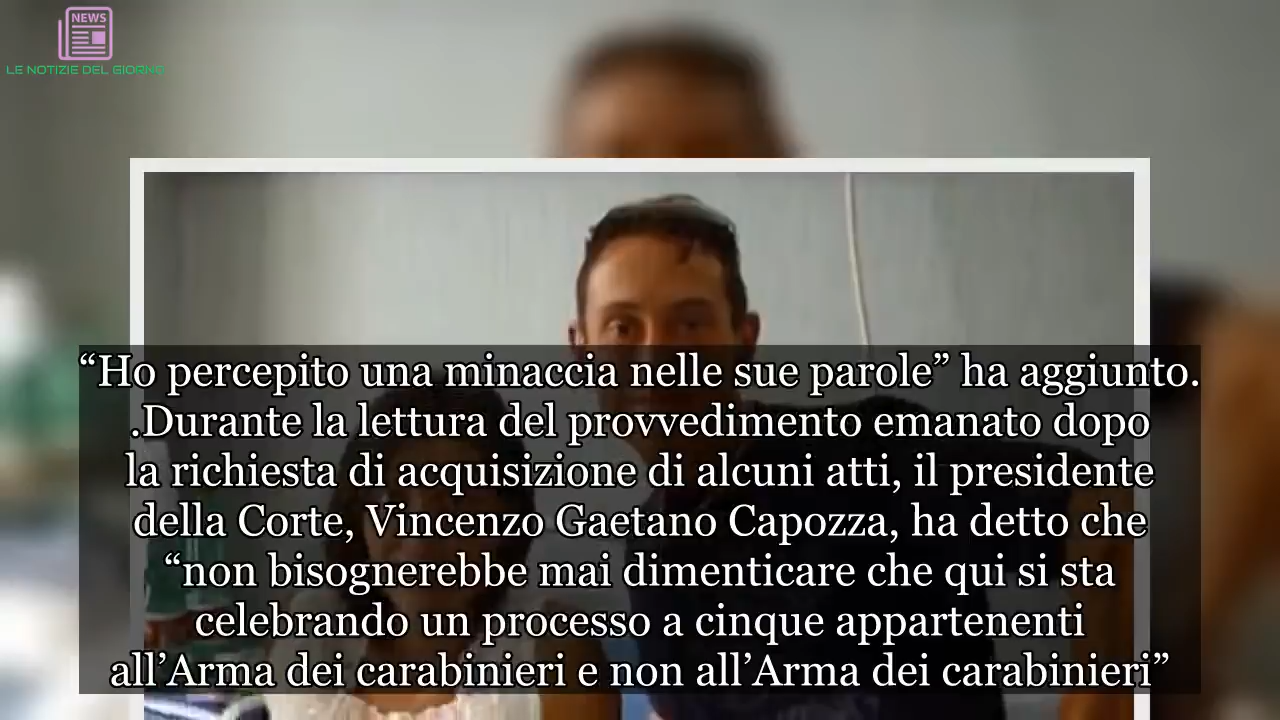 NEWS
LE NOTIZIE DEL GIORNO
“Ho percepito una minaccia nelle sue parole” ha aggiunto.
.Durante la lettura del provvedimento emanato dopo
la richiesta di acquisizione di alcuni atti, il presidente
della Corte, Vincenzo Gaetano Capozza, ha detto che
“non bisognerebbe mai dimenticare che qui si sta
celebrando un processo a cinque appartenenti
all’Arma dei carabinieri e non all’Arma dei carabinieri”